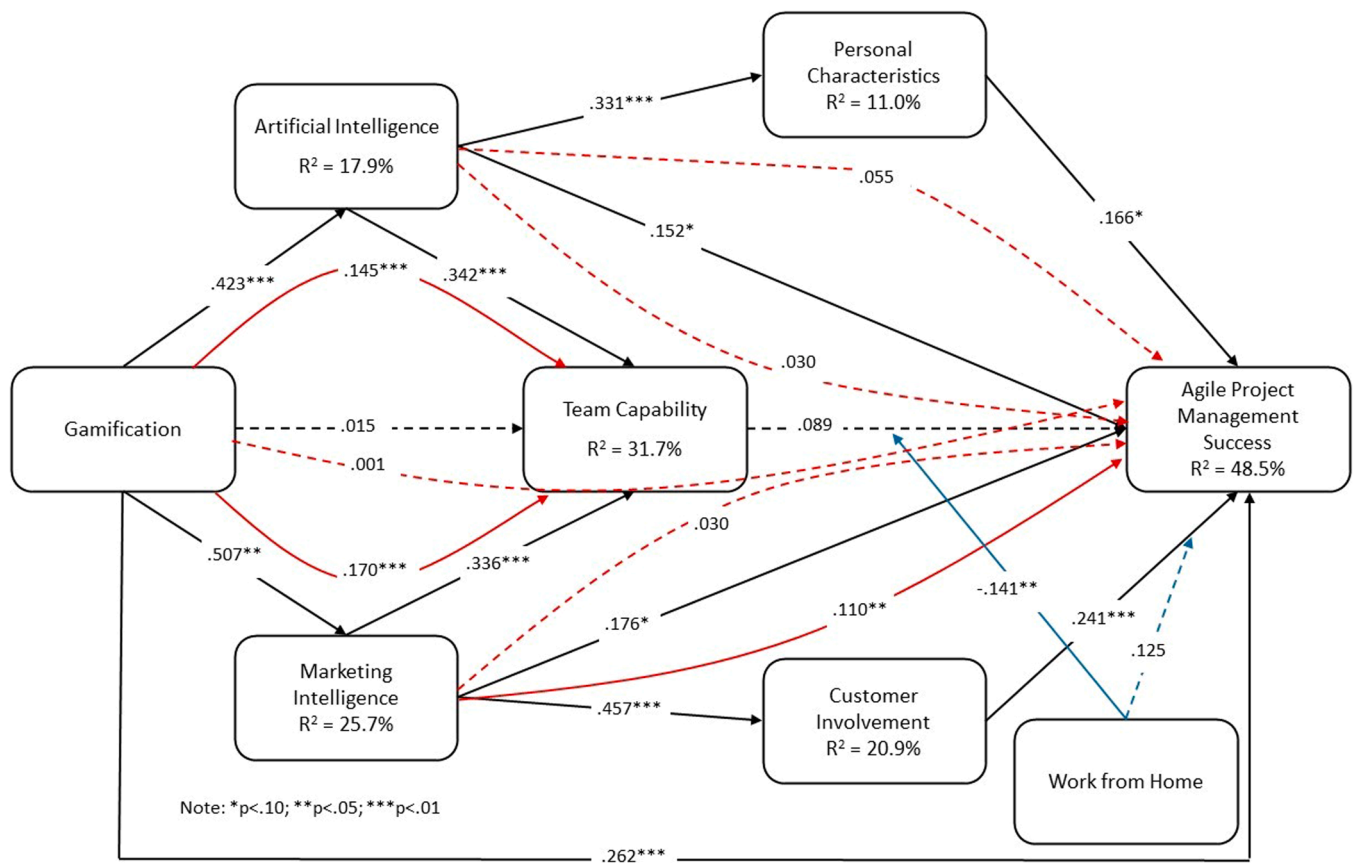 Personal
Characteristics
R² = 11.0%
.331***
Artificial Intelligence
R² = 17.9%
.055
.152*
.166*
.423***
.145***
.342***
.030
Gamification
.015
.001
Team Capability
R² = 31.7%
.089
Agile Project
Management
Success
R² = 48.5%
.030
.507**
.170***
.336***
-.141**
.110**
.176*
.241***
.125
Marketing
Intelligence
R² = 25.7%
.457***
Customer
Involvement
R² = 20.9%
Work from Home
Note: *p<.10; **p<.05; ***p<.01
.262***